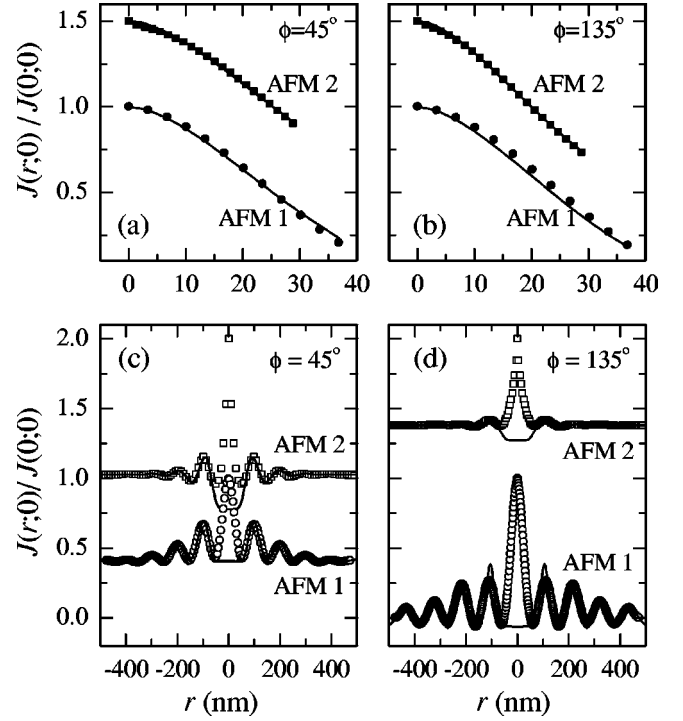 1.5
1.0
0.5
J(r;0) / J(0;0)
ϕ=45°
AFM 2
AFM 1
(a)
0 10 20 30 40
ϕ=135°
AFM 2
AFM 1
(b)
0 10 20 30 40
2.0
1.5
1.0
0.5
0.0
J(r;0)/ J(0;0)
(c)
ϕ = 45°
AFM 2
AFM 1
-400 -200 0 200 400
r (nm)
(d)
ϕ = 135°
AFM 2
AFM 1
-400 -200 0 200 400
r (nm)